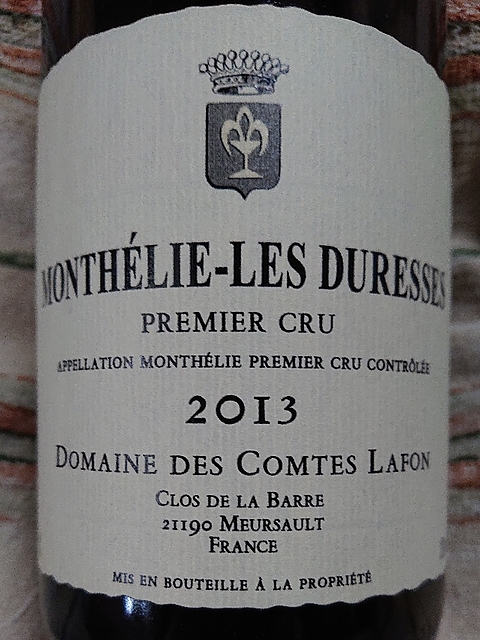 MONTHÉLIE-LES DURESSES
PREMIER CRU
APPELLATION MONTHÉLIE PREMIER CRU CONTRÔLÉE
2013
DOMAINE DES COMTES LAFON
CLOS DE LA BARRE
21190 MEURSAULT
FRANCE
MIS EN BOUTEILLE À LA PROPRIÉTÉ